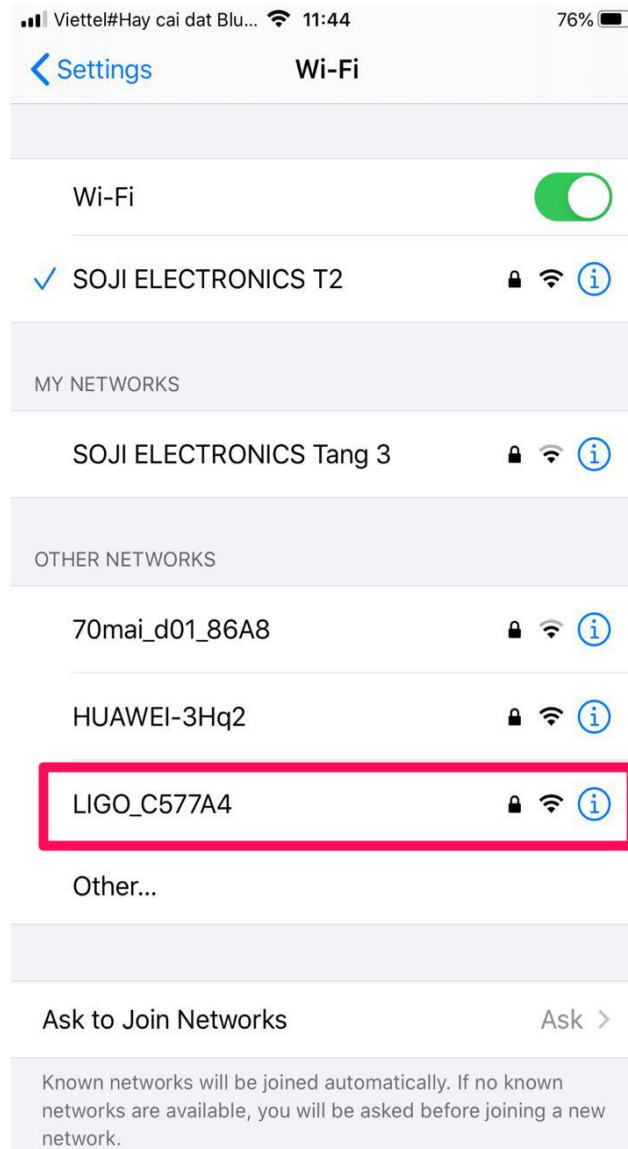 Viettel#Hay cai dat Blu... 11:44 76%
Settings Wi-Fi
Wi-Fi
SOJI ELECTRONICS T2
MY NETWORKS
SOJI ELECTRONICS Tang 3
OTHER NETWORKS
70mai_d01_86A8
HUAWEI-3Hq2
LIGO_C577A4
Other...
Ask to Join Networks Ask
Known networks will be joined automatically. If no known
networks are available, you will be asked before joining a new
network.